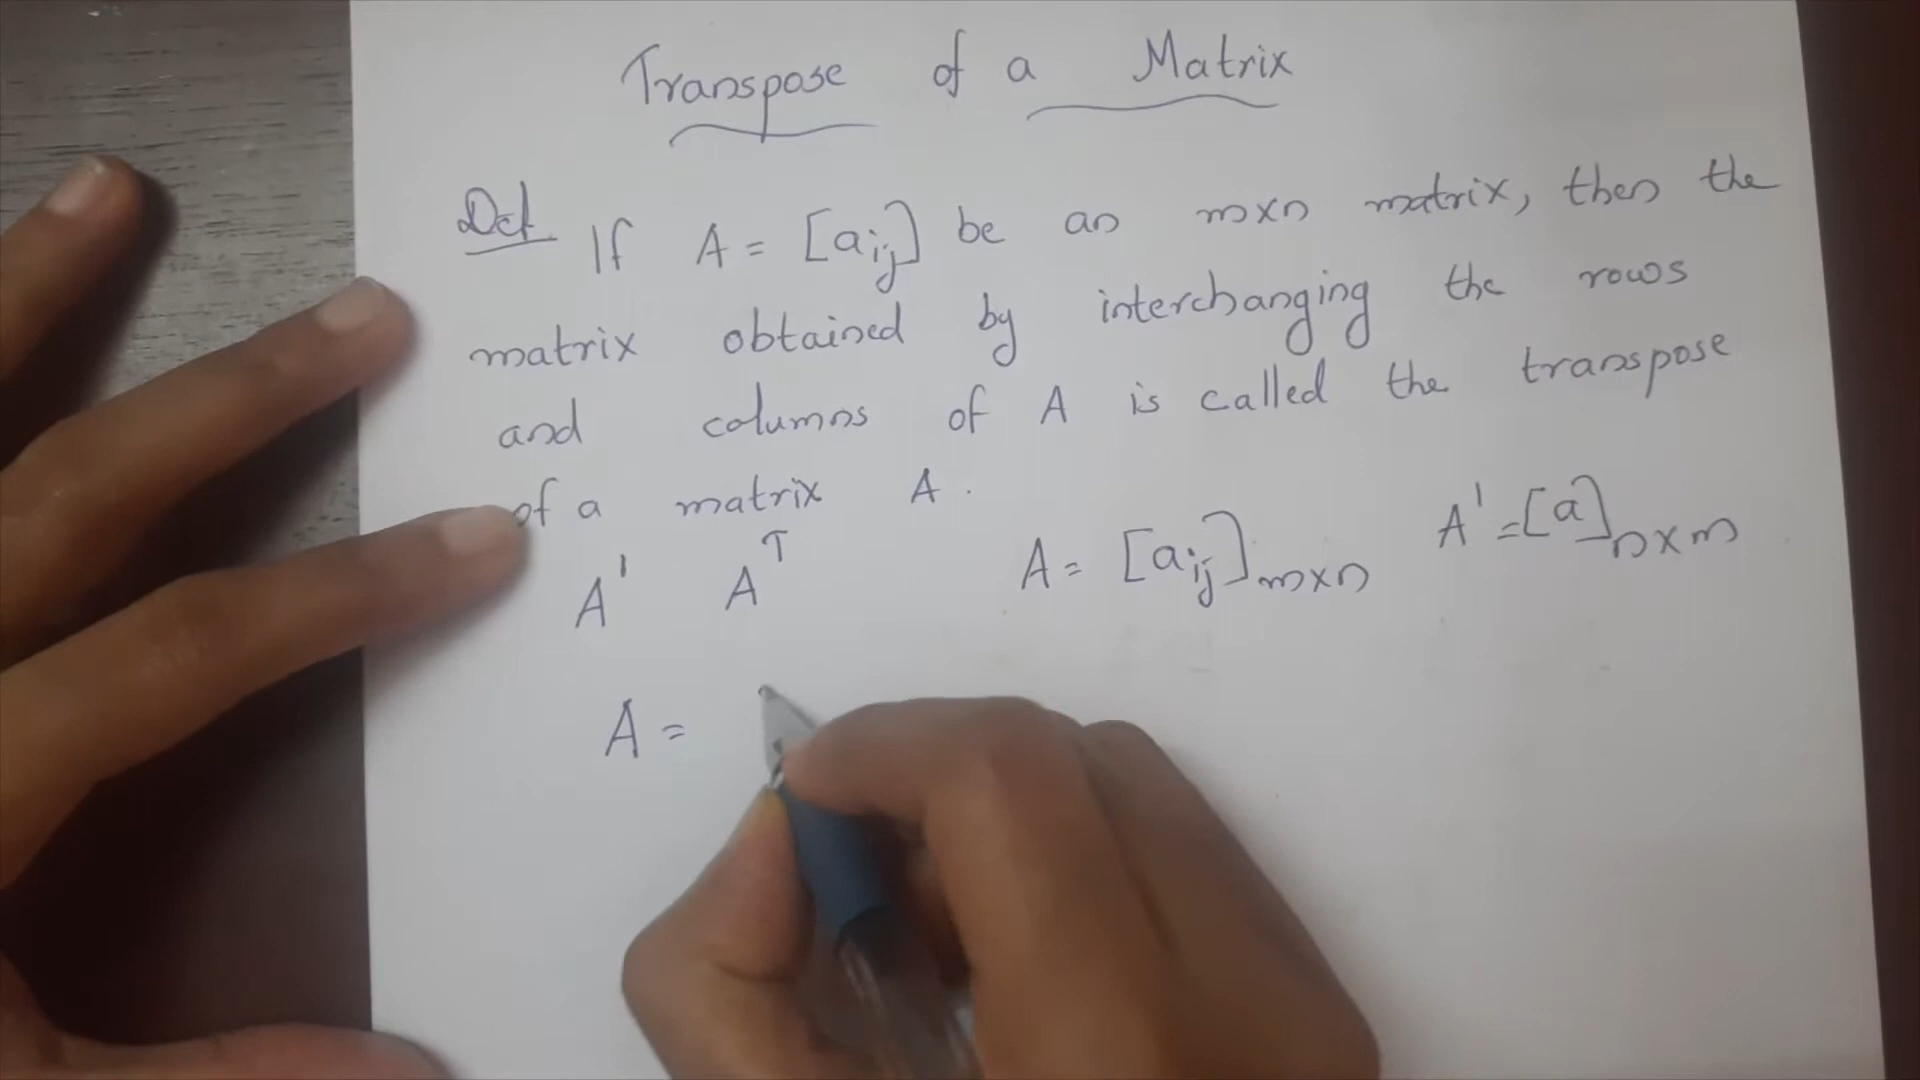 Transpose of a Matrix
Def If A = [aij] be an m×n matrix, then the
matrix obtained by interchanging the rows
and columns of A is called the transpose
of a matrix A.
A' A^T A = [aij]m×n A' = [a]n×m
A =